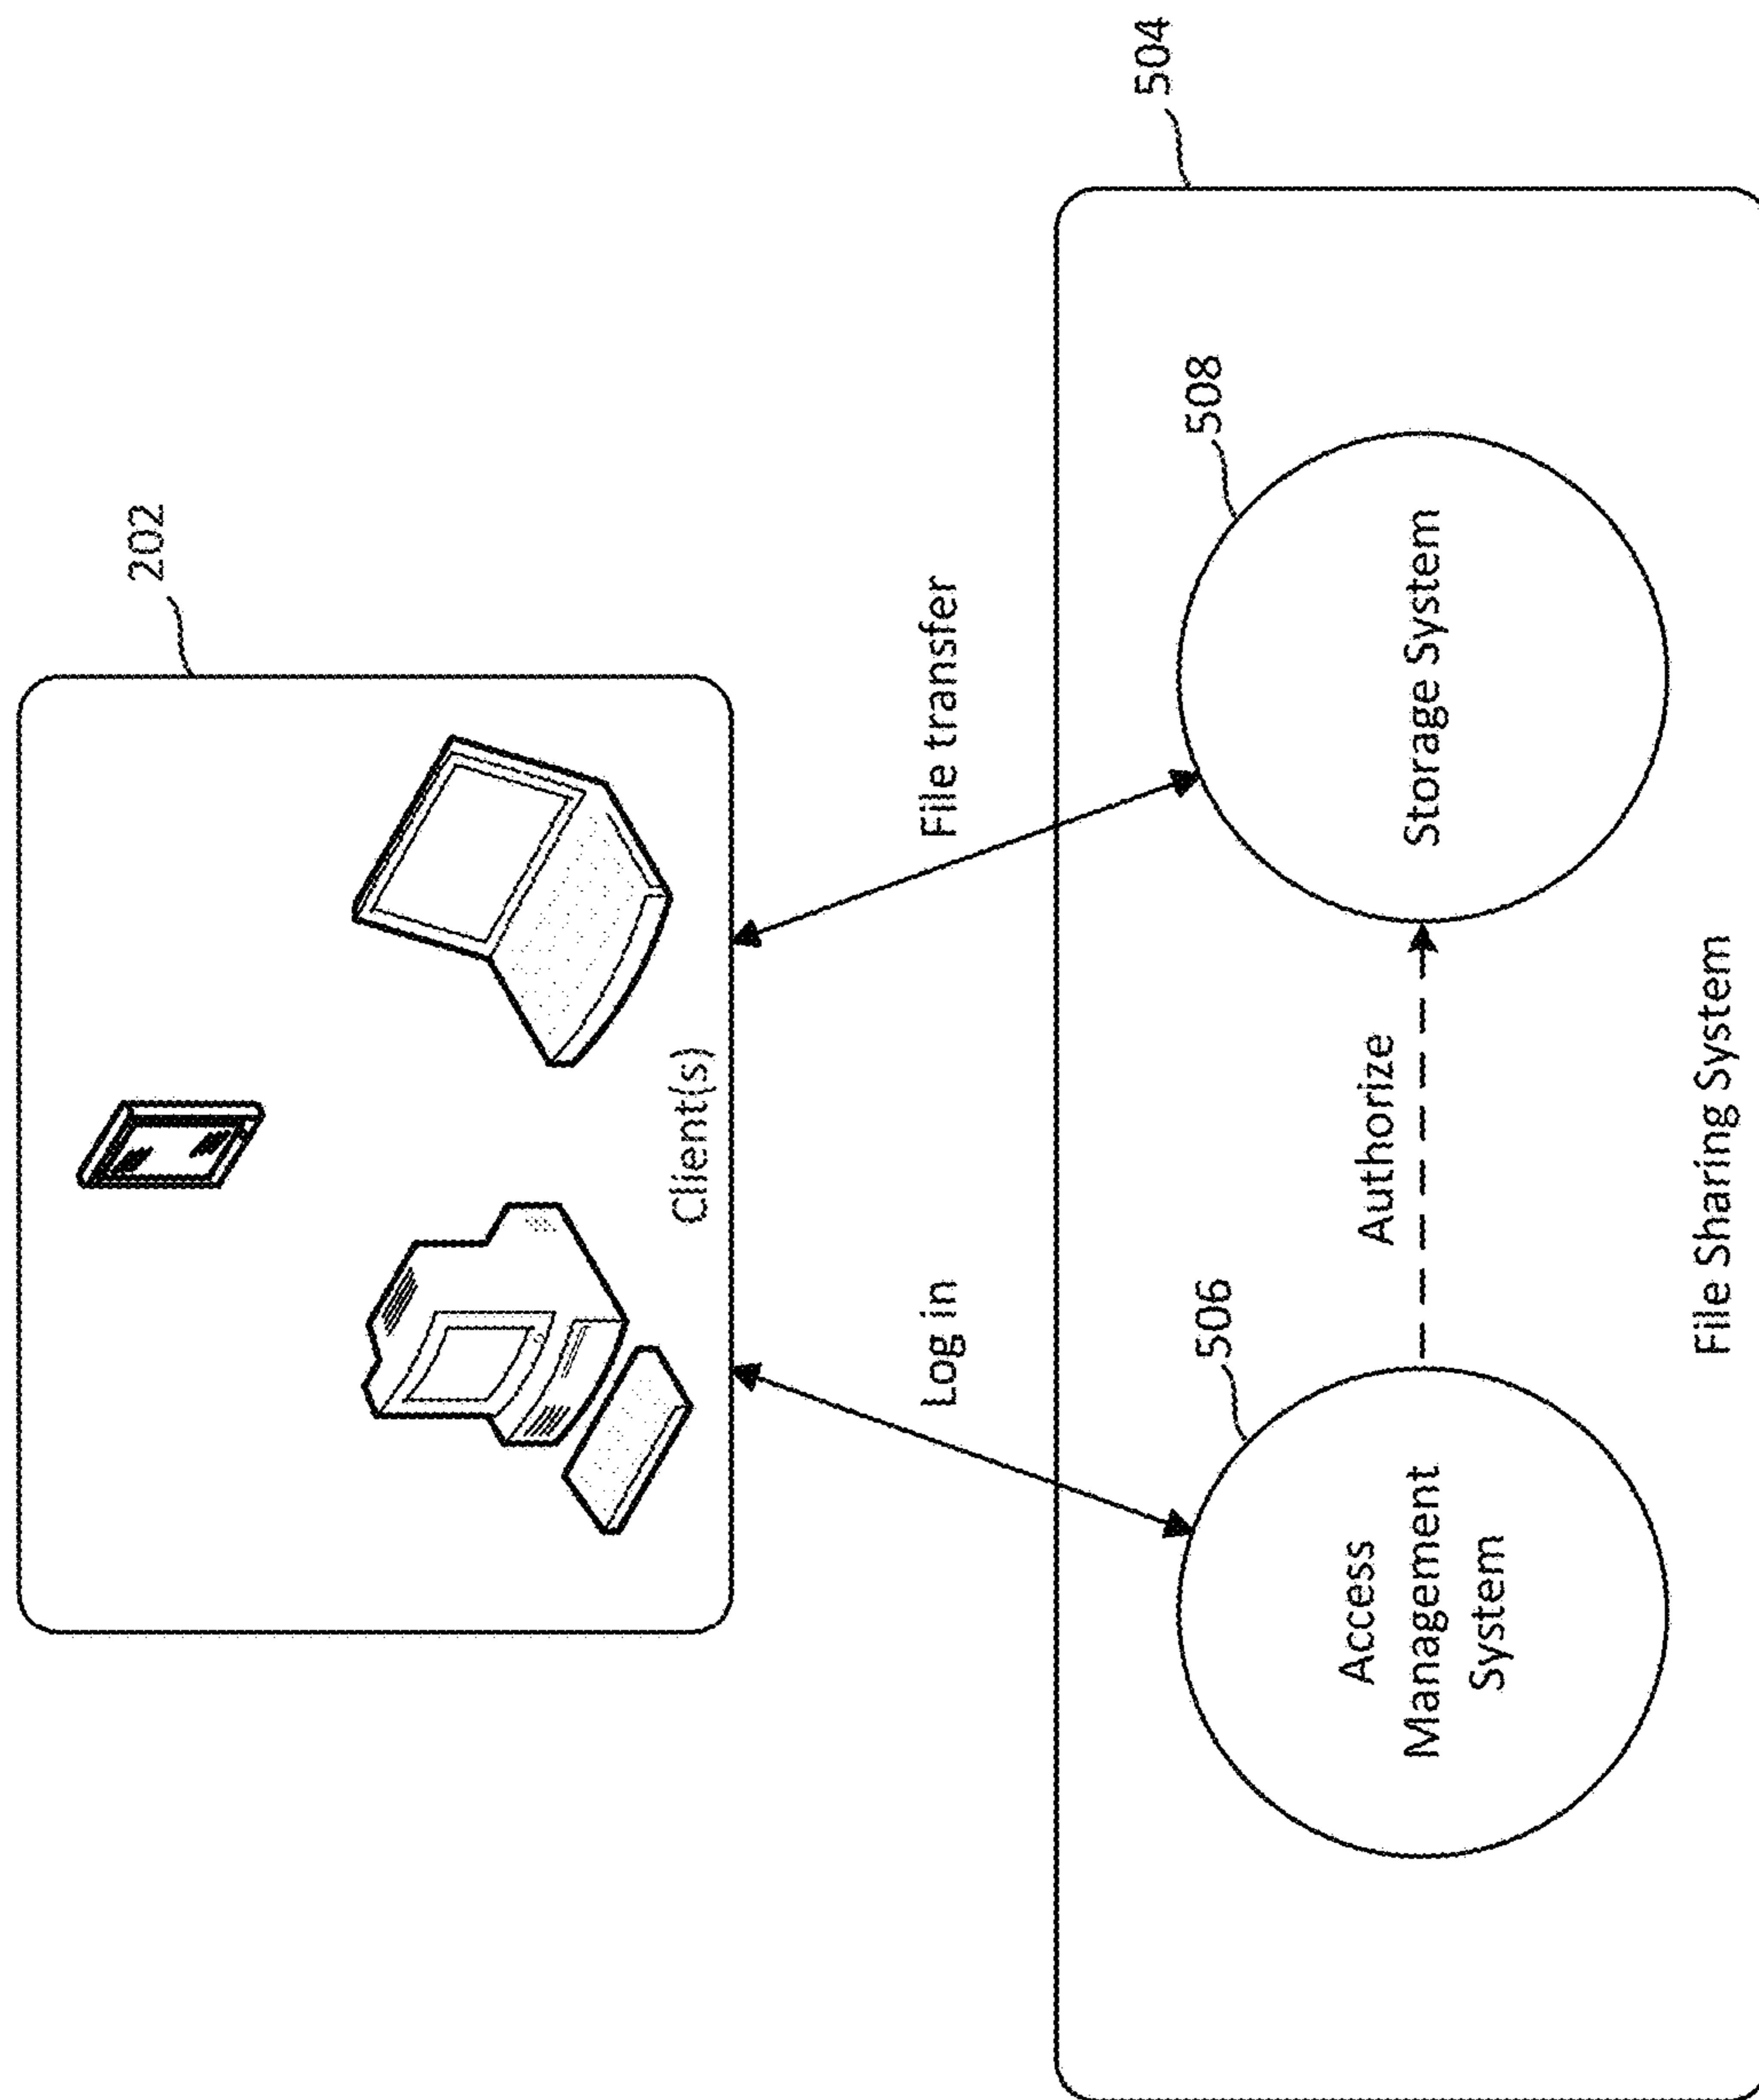 202
Client(s)
Log in
File transfer
504
506
508
Access
Management
System
Authorize
Storage System
File Sharing System